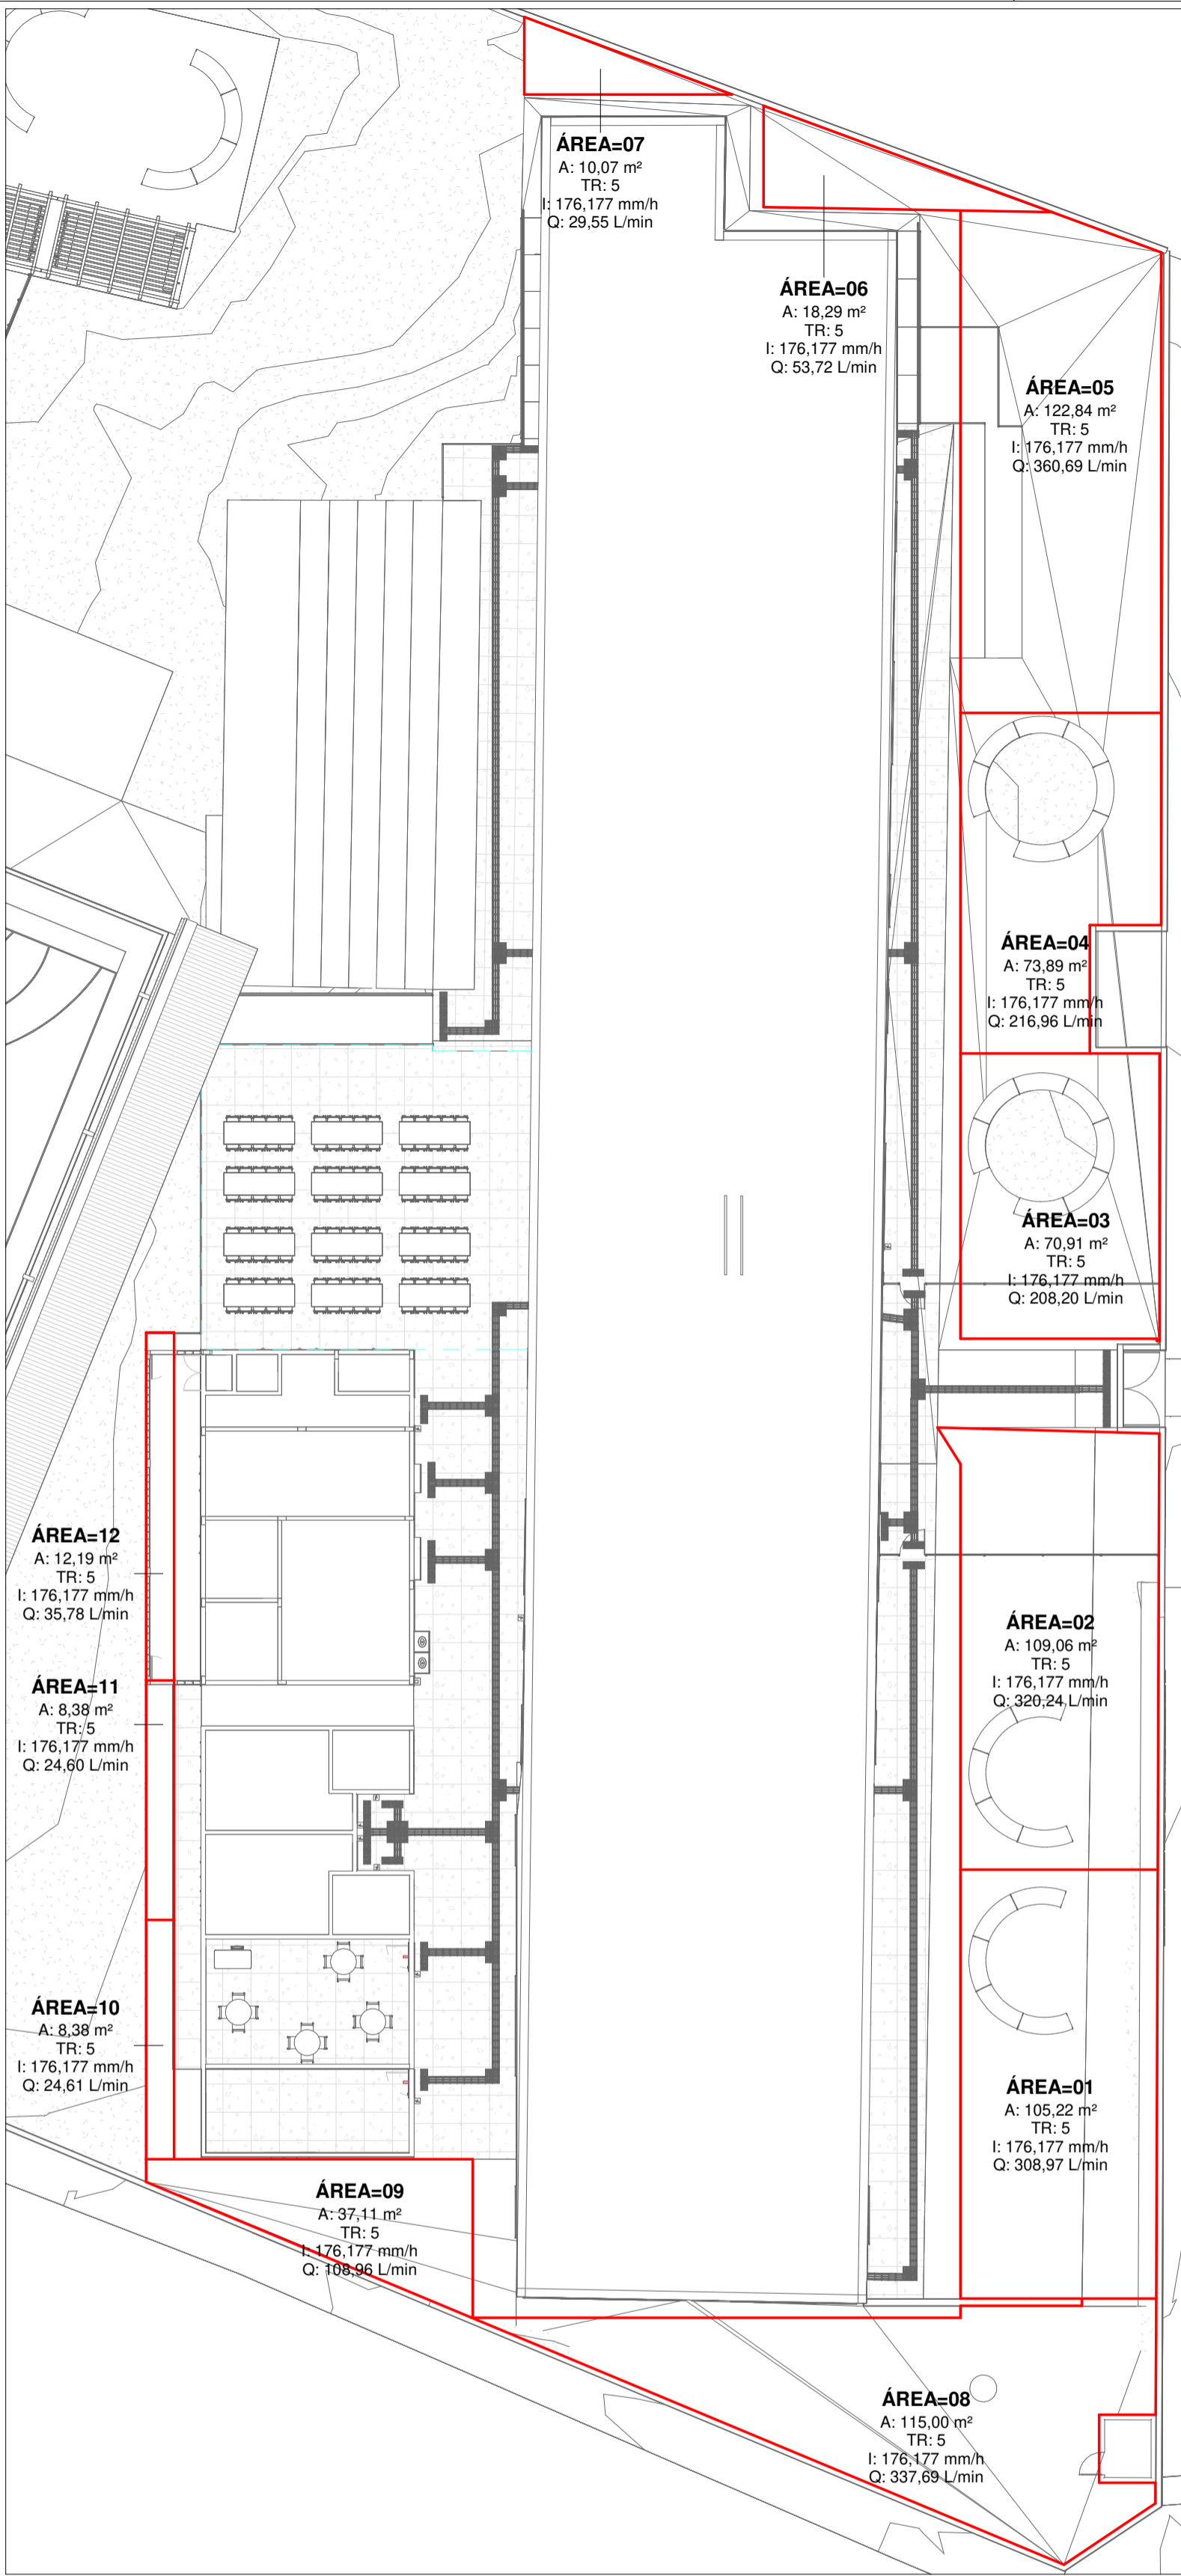 ÁREA=07
A: 10,07 m²
TR: 5
I: 176,177 mm/h
Q: 29,55 L/min
ÁREA=06
A: 18,29 m²
TR: 5
I: 176,177 mm/h
Q: 53,72 L/min
ÁREA=05
A: 122,84 m²
TR: 5
I: 176,177 mm/h
Q: 360,69 L/min
ÁREA=04
A: 73,89 m²
TR: 5
I: 176,177 mm/h
Q: 216,96 L/min
ÁREA=03
A: 70,91 m²
TR: 5
I: 176,177 mm/h
Q: 208,20 L/min
ÁREA=12
A: 12,19 m²
TR: 5
I: 176,177 mm/h
Q: 35,78 L/min
ÁREA=02
A: 109,06 m²
TR: 5
I: 176,177 mm/h
Q: 320,24 L/min
ÁREA=11
A: 8,38 m²
TR: 5
I: 176,177 mm/h
Q: 24,60 L/min
ÁREA=10
A: 8,38 m²
TR: 5
I: 176,177 mm/h
Q: 24,61 L/min
ÁREA=01
A: 105,22 m²
TR: 5
I: 176,177 mm/h
Q: 308,97 L/min
ÁREA=09
A: 37,11 m²
TR: 5
I: 176,177 mm/h
Q: 108,96 L/min
ÁREA=08
A: 115,00 m²
TR: 5
I: 176,177 mm/h
Q: 337,69 L/min